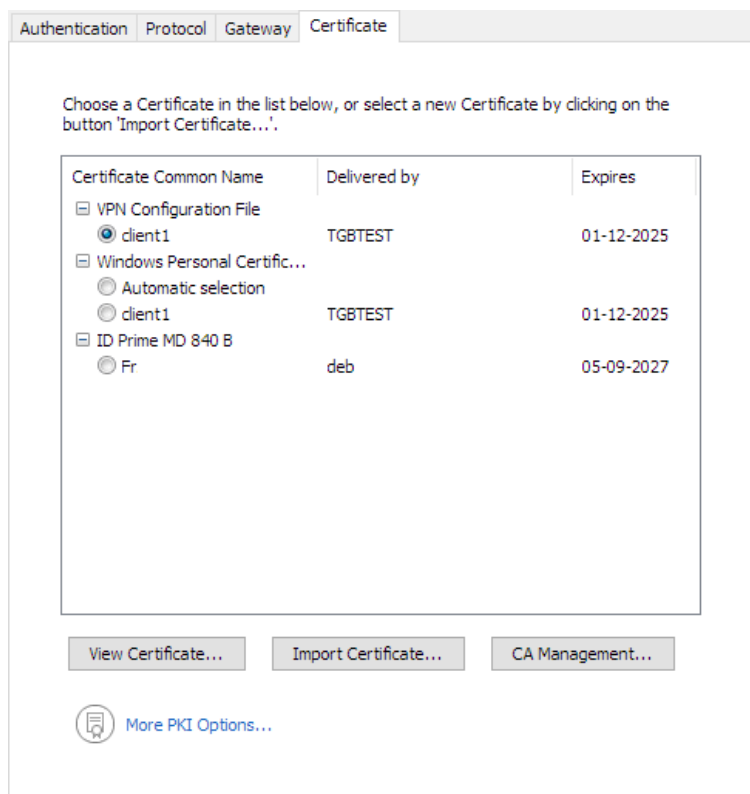 Authentication Protocol Gateway Certificate
Choose a Certificate in the list below, or select a new Certificate by clicking on the
button 'Import Certificate...'.
Certificate Common Name Delivered by Expires
VPN Configuration File
client1 TGBTEST 01-12-2025
Windows Personal Certific...
Automatic selection
client1 TGBTEST 01-12-2025
ID Prime MD 840 B
Fr deb 05-09-2027
View Certificate... Import Certificate... CA Management...
More PKI Options...